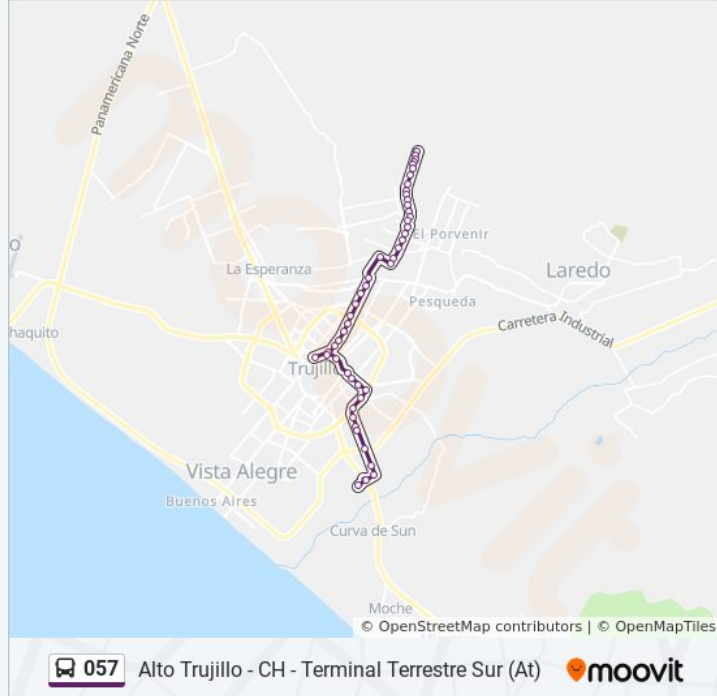 Panamericana Norte
El Porvenir
La Esperanza
Laredo
Pesqueda
Carretera Industrial
haquito
Trujillo
Vista Alegre
Buenos Aires
Curva de Sun
Moche
© OpenStreetMap contributors | © OpenMapTiles
057 Alto Trujillo - CH - Terminal Terrestre Sur (At) moovit